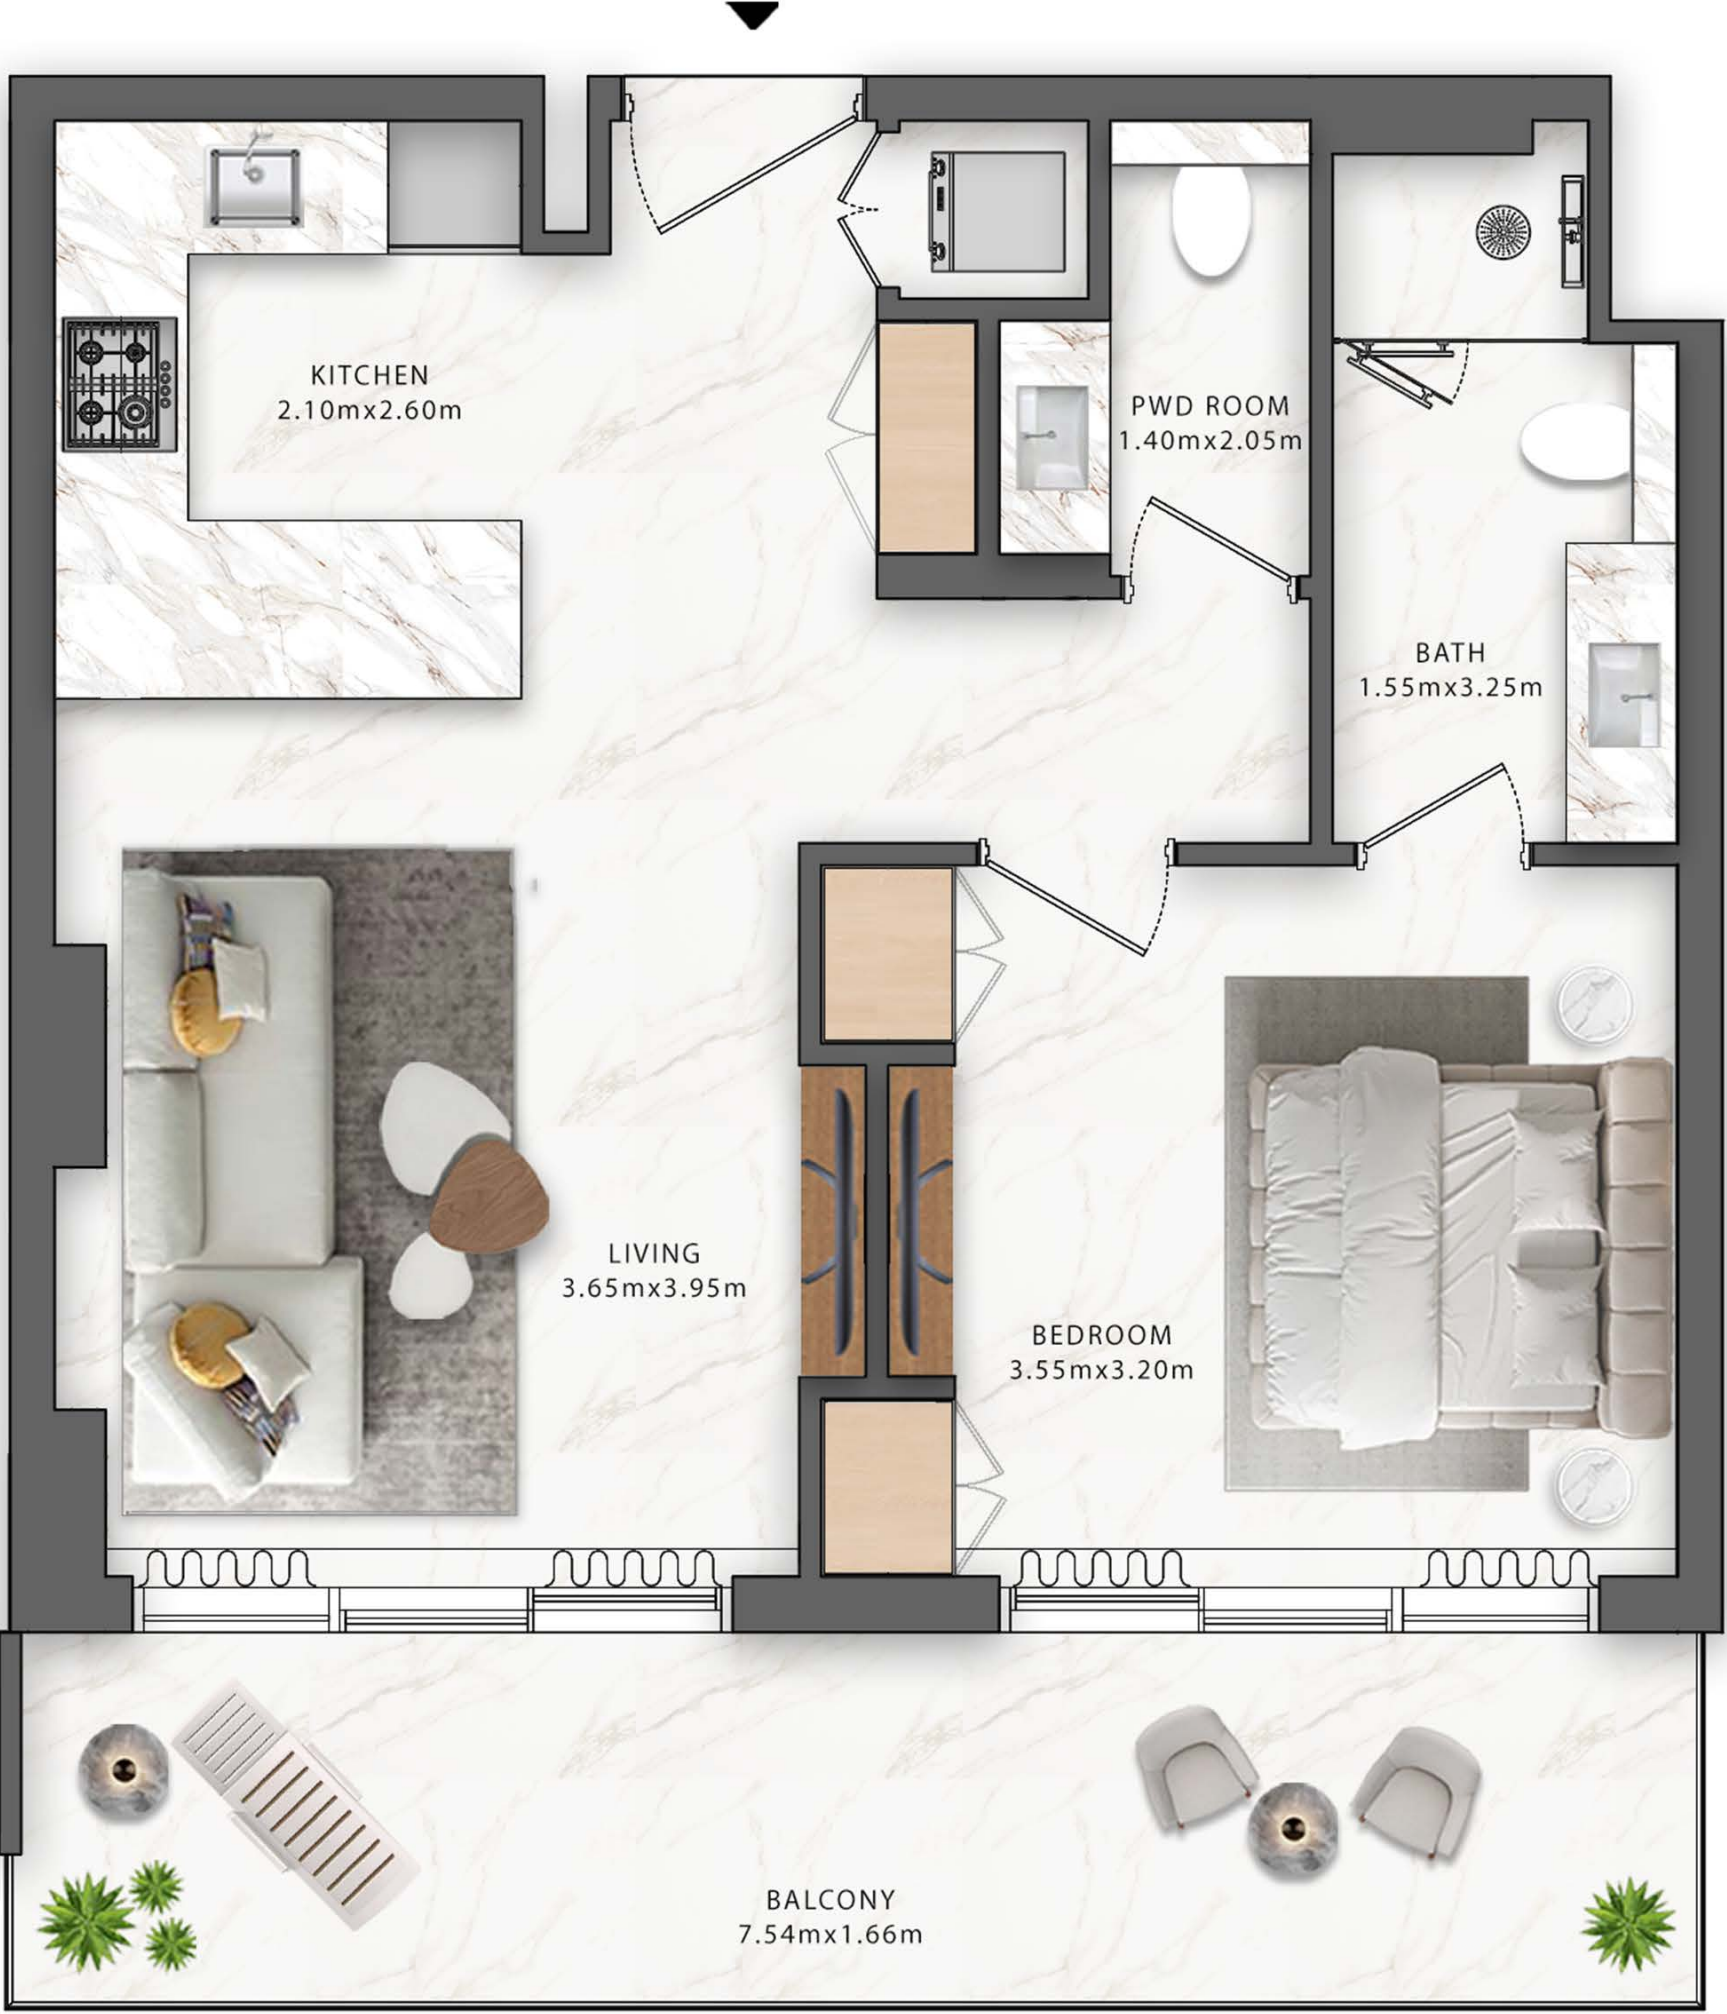 KITCHEN
2.10mx2.60m
PWD ROOM
1.40mx2.05m
BATH
1.55mx3.25m
LIVING
3.65mx3.95m
BEDROOM
3.55mx3.20m
BALCONY
7.54mx1.66m